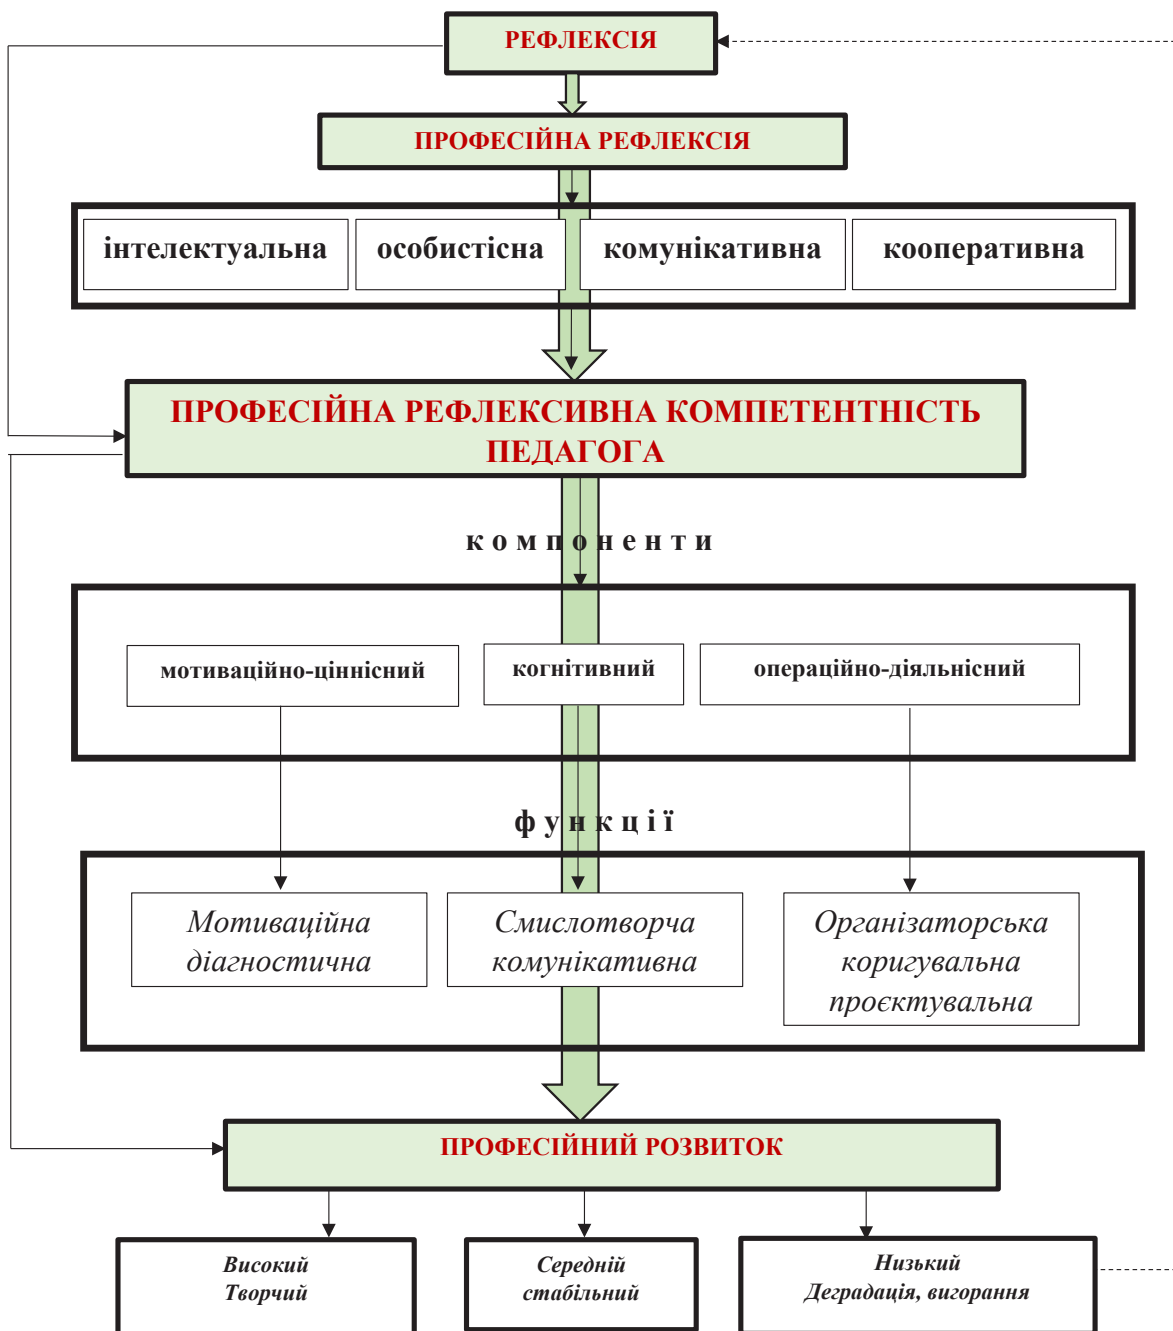 РЕФЛЕКСІЯ
ПРОФЕСІЙНА РЕФЛЕКСІЯ
інтелектуальна
особистісна
комунікативна
кооперативна
ПРОФЕСІЙНА РЕФЛЕКСИВНА КОМПЕТЕНТНІСТЬ
ПЕДАГОГА
к о м п о н е н т и
мотиваційно-ціннісний
когнітивний
операційно-діяльнісний
ф у н к ц і ї
Мотиваційна
діагностична
Смислотворча
комунікативна
Організаторська
коригувальна
проєктувальна
ПРОФЕСІЙНИЙ РОЗВИТОК
Високий
Творчий
Середній
стабільний
Низький
Деградація, вигорання